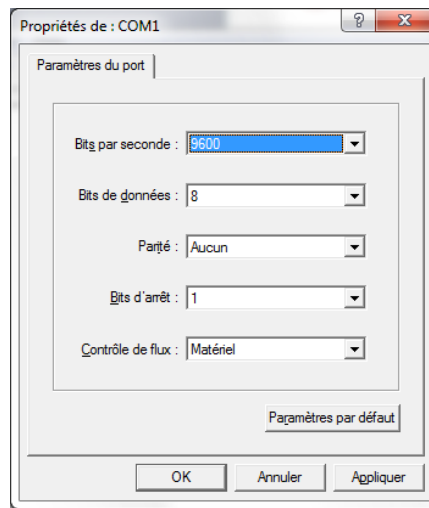 Propriétés de : COM1
Paramètres du port
Bits par seconde : 9600
Bits de données : 8
Parité : Aucun
Bits d'arrêt : 1
Contrôle de flux : Matériel
Paramètres par défaut
OK Annuler Appliquer